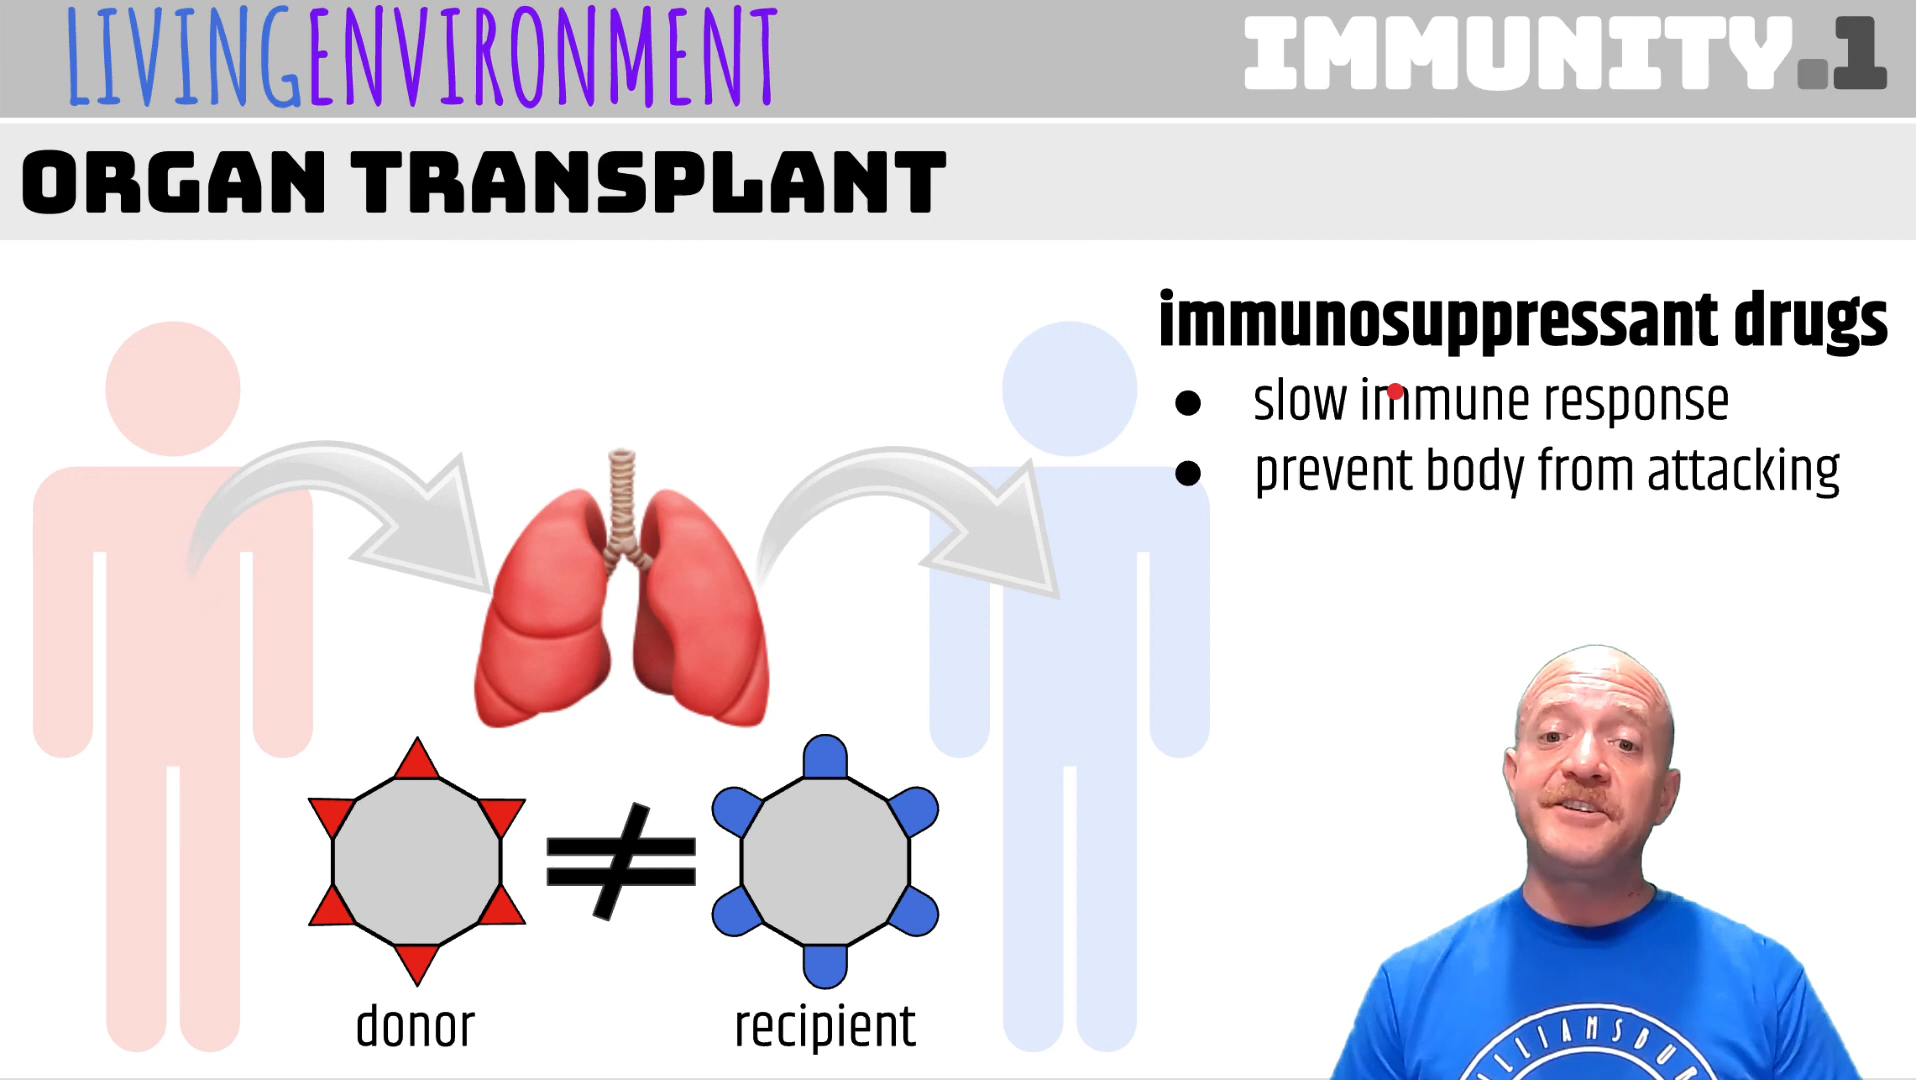 LIVINGENVIRONMENT
IMMUNITY.1
ORGAN TRANSPLANT
immunosuppressant drugs
● slow immune response
● prevent body from attacking
donor
recipient